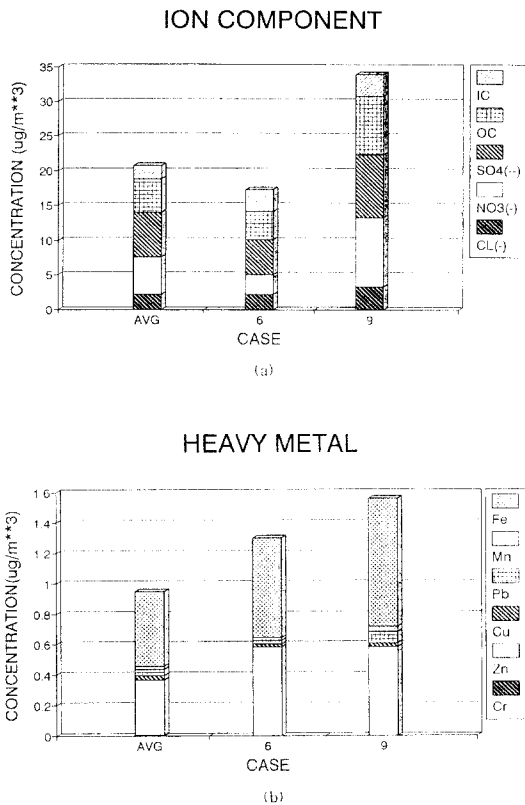 ION COMPONENT
CONCENTRATION (ug/m**3)
35
30
25
20
15
10
5
0
AVG
6
9
CASE
IC
OC
SO4(--)
NO3(-)
CL(-)
(a)
HEAVY METAL
CONCENTRATION(ug/m**3)
1.6
1.4
1.2
1
0.8
0.6
0.4
0.2
0
AVG
6
9
CASE
Fe
Mn
Pb
Cu
Zn
Cr
(b)